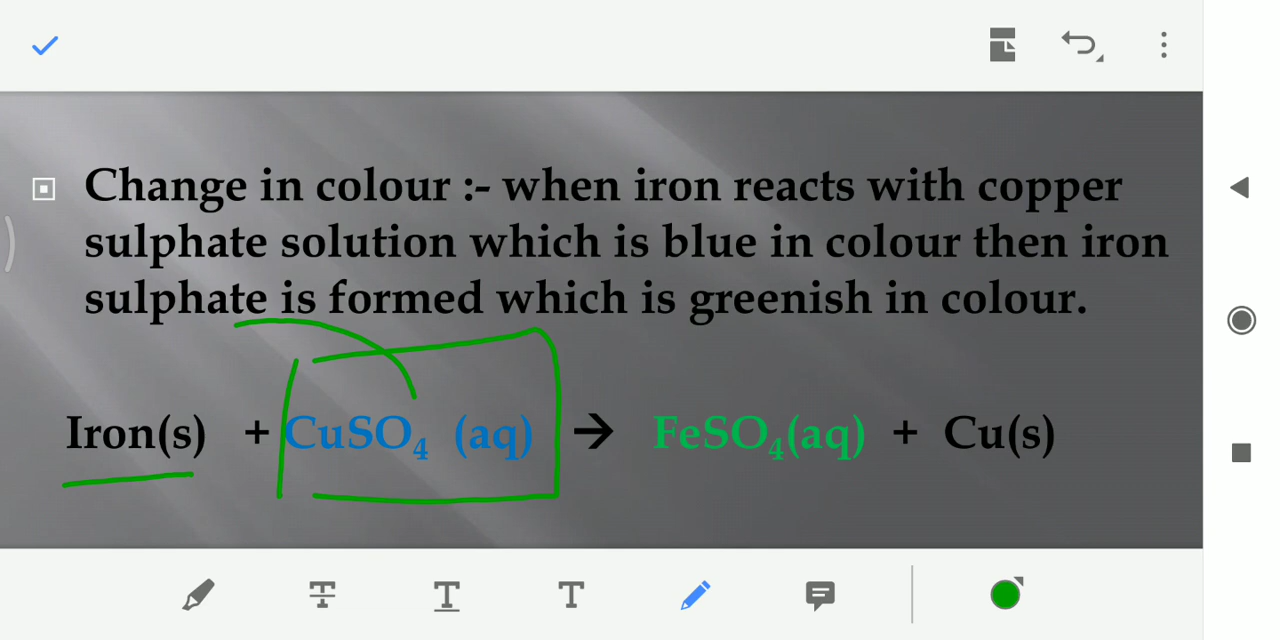 Change in colour :- when iron reacts with copper
sulphate solution which is blue in colour then iron
sulphate is formed which is greenish in colour.
Iron(s) + CuSO₄ (aq) → FeSO₄(aq) + Cu(s)